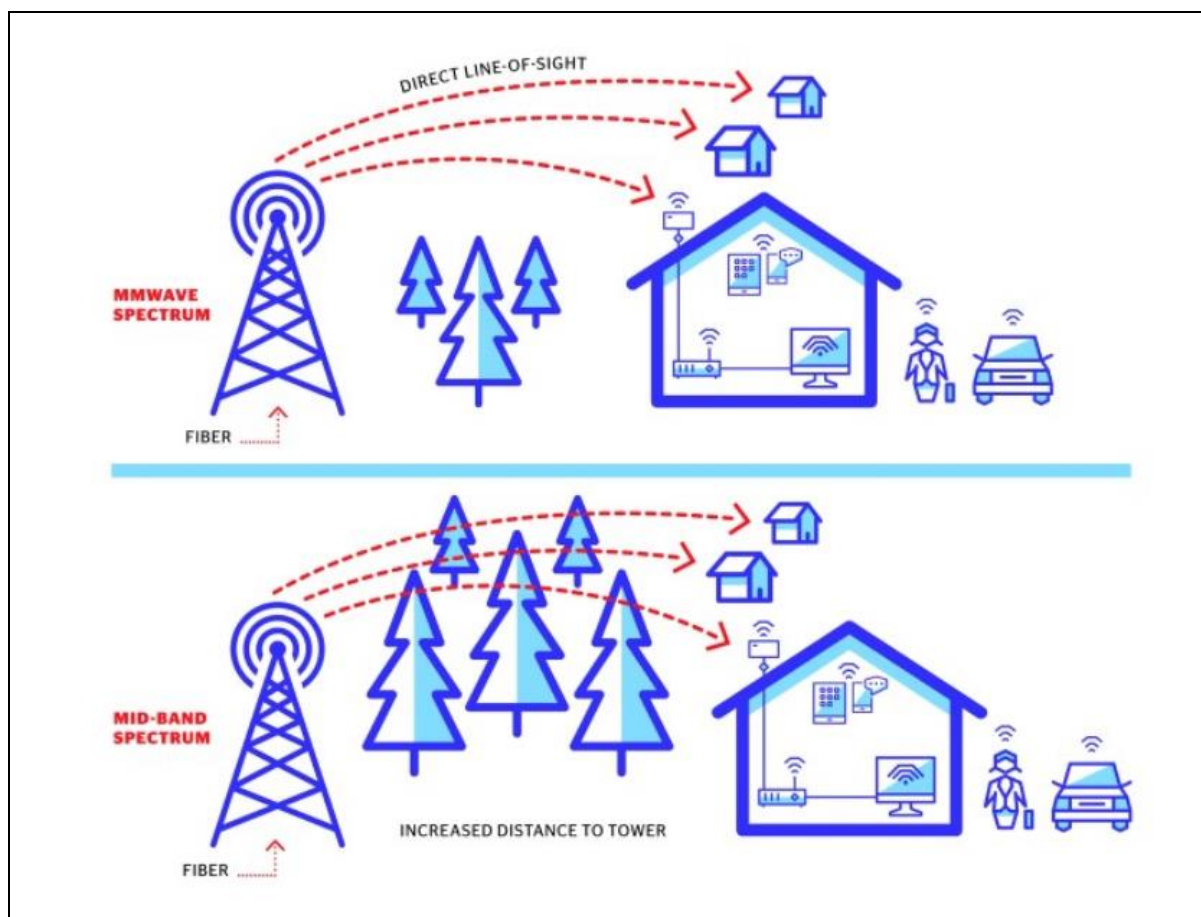 DIRECT LINE-OF-SIGHT
MMWAVE
SPECTRUM
FIBER
MID-BAND
SPECTRUM
INCREASED DISTANCE TO TOWER
FIBER